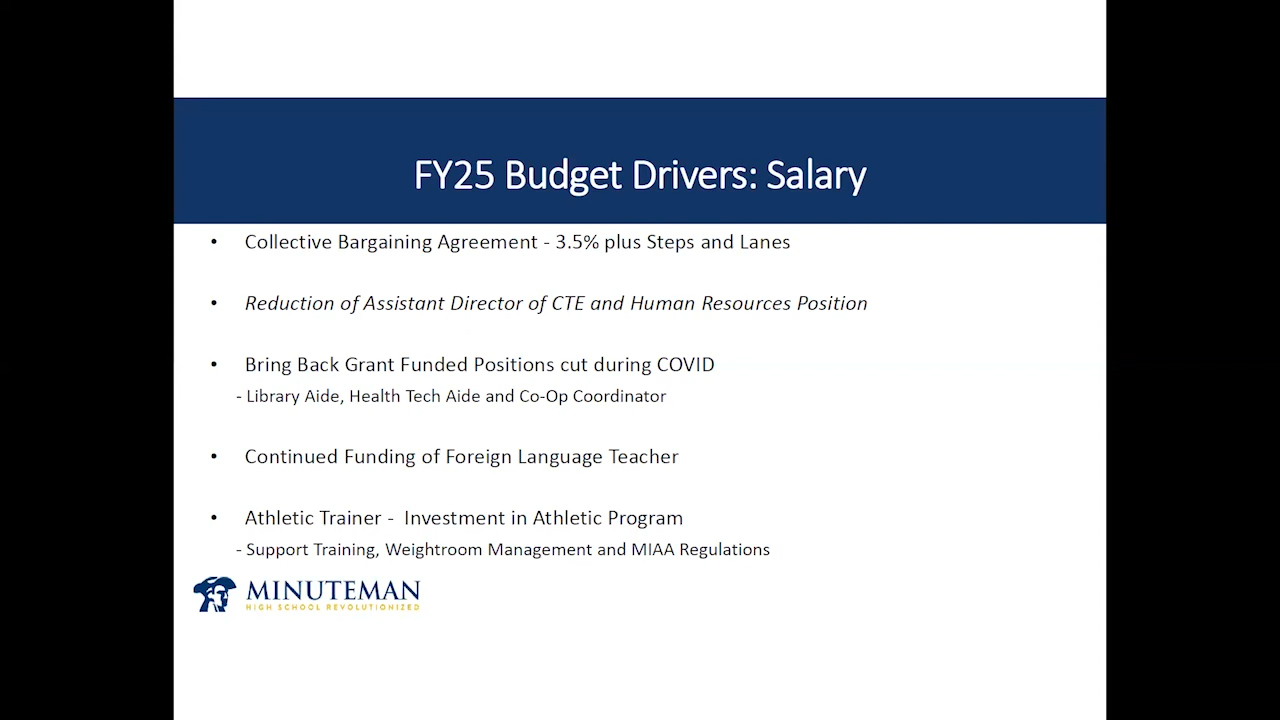 FY25 Budget Drivers: Salary
• Collective Bargaining Agreement - 3.5% plus Steps and Lanes
• Reduction of Assistant Director of CTE and Human Resources Position
• Bring Back Grant Funded Positions cut during COVID
- Library Aide, Health Tech Aide and Co-Op Coordinator
• Continued Funding of Foreign Language Teacher
• Athletic Trainer - Investment in Athletic Program
- Support Training, Weightroom Management and MIAA Regulations
MINUTEMAN
HIGH SCHOOL REVOLUTIONIZED